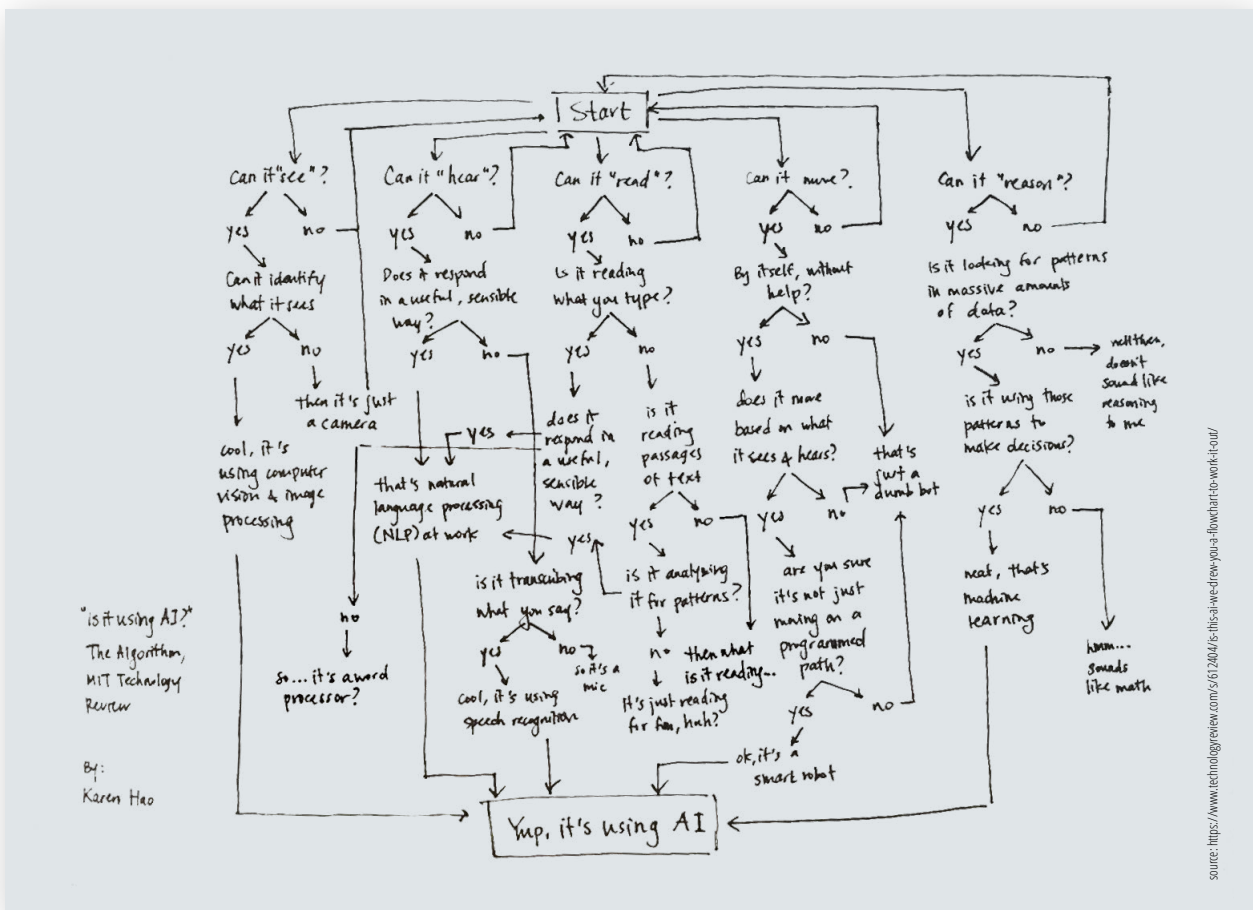 Start
Can it "see"?
yes
no
Can it identify
what it sees
yes
no
then it's just
a camera
cool, it's
using computer
vision & image
processing
Can it "hear"?
yes
no
Does it respond
in a useful, sensible
way?
yes
no
that's natural
language processing
(NLP) at work
is it transcribing
what you say?
yes
no
so it's a
mic
cool, it's using
speech recognition
Can it "read"?
yes
no
Is it reading
what you type?
yes
no
does it
respond in
a useful,
sensible
way?
yes
no
so... it's a word
processor?
is it
reading
passages
of text
yes
no
is it analyzing
it for patterns?
yes
no
It's just reading
for fun, huh?
then what
is it reading...
Can it move?
yes
no
By itself, without
help?
yes
no
does it move
based on what
it sees & hears?
yes
no
that's
just a
dumb bot
are you sure
it's not just
moving on a
programmed
path?
yes
no
ok, it's a
smart robot
Can it "reason"?
yes
no
Is it looking for patterns
in massive amounts
of data?
yes
no
well then,
doesn't
sound like
reasoning
to me
is it using those
patterns to
make decisions?
yes
no
neat, that's
machine
learning
hmm...
sounds
like math
Yup, it's using AI
"is it using AI?"
The Algorithm,
MIT Technology
Review
By:
Karen Hao
source: https://www.technologyreview.com/s/612404/is-this-ai-we-drew-you-a-flowchart-to-work-it-out/